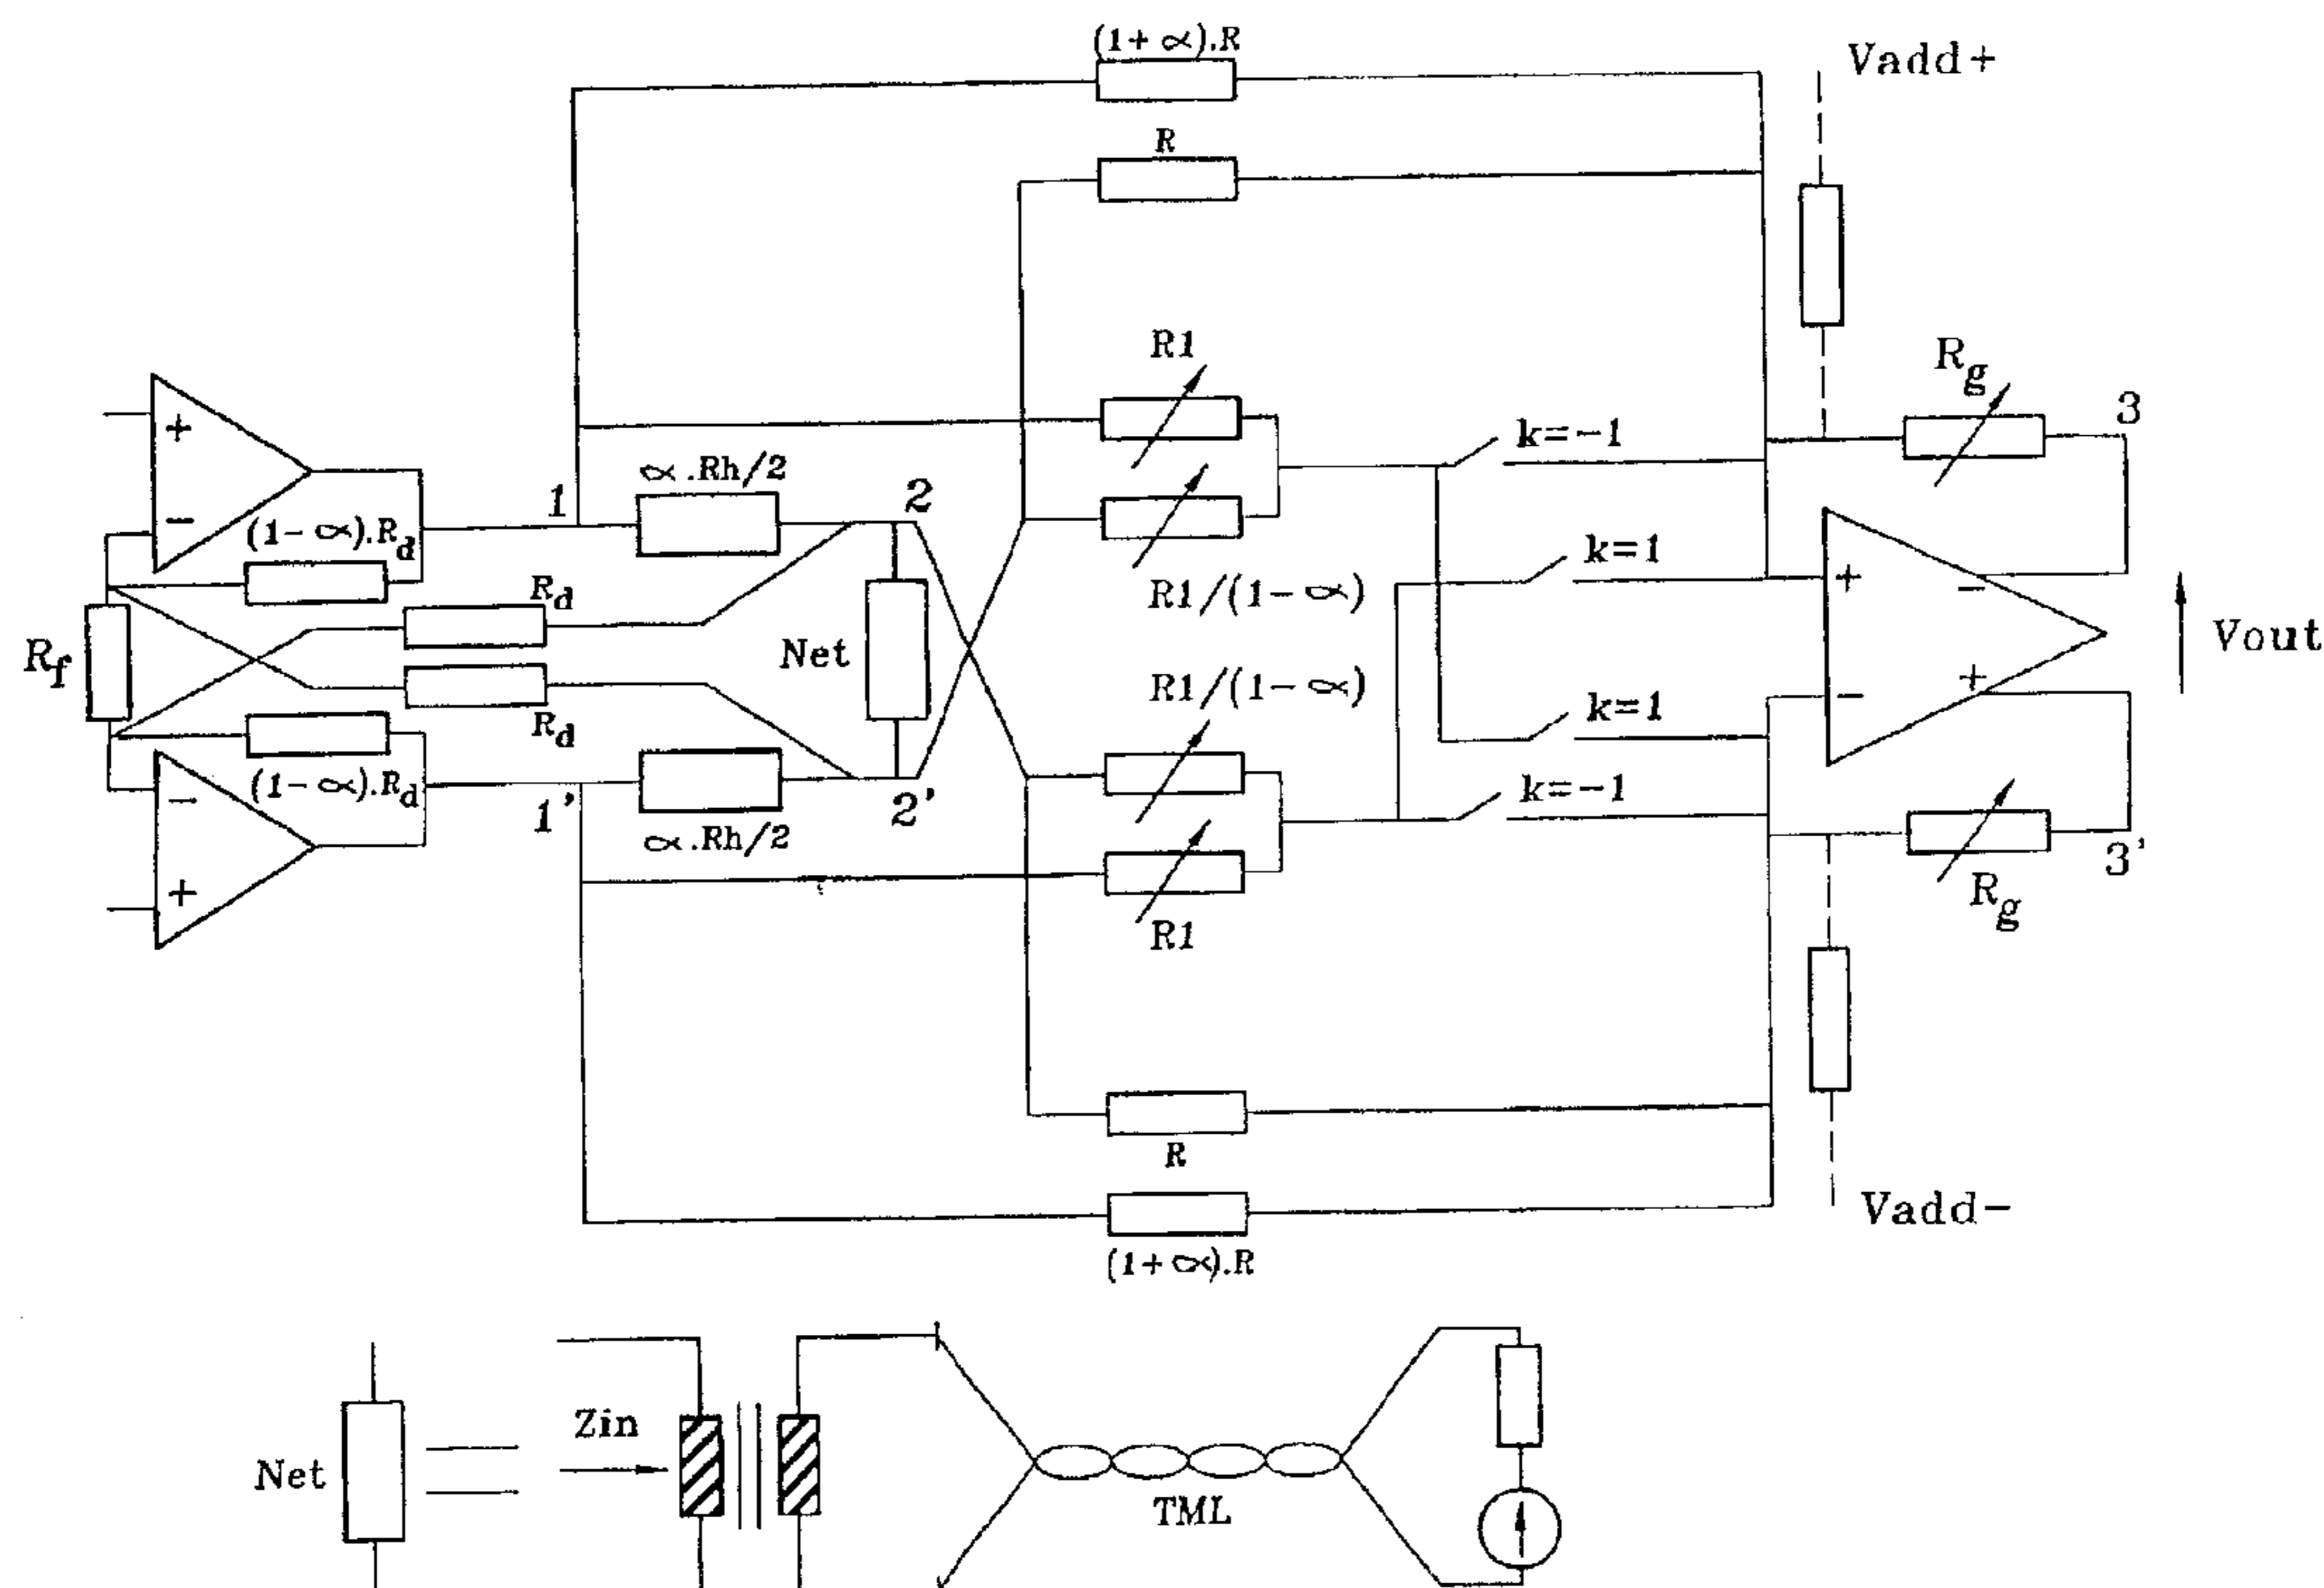 (1+ α).R
Vadd+
R
R1
Rg
3
k=-1
+
α.Rh/2
1
2
-
(1-α).Rd
k=1
+
-
Rd
R1/(1-α)
Vout
Rf
Net
R1/(1-α)
Rd
+
-
k=1
-
(1-α).Rd
1'
2'
k=-1
α.Rh/2
3'
+
Rg
R1
R
Vadd-
(1+α).R
Zin
Net
TML